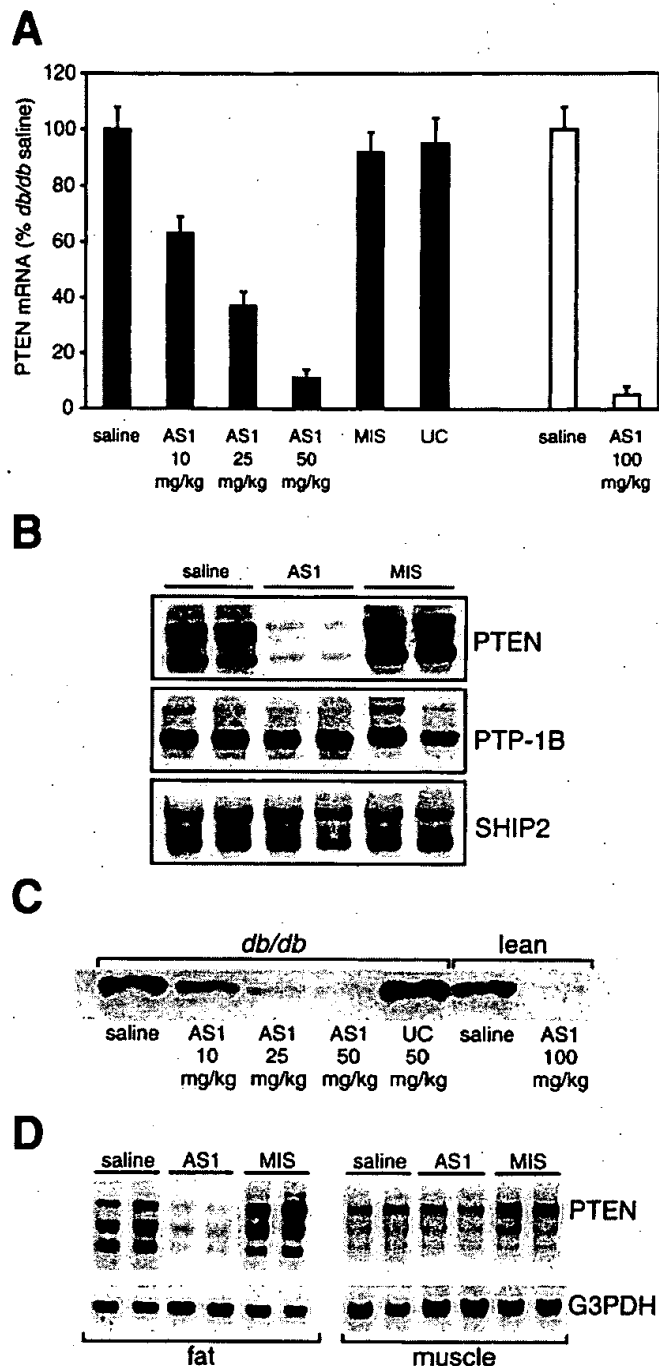 A
PTEN mRNA (% db/db saline)
120
100
80
60
40
20
0
saline AS1 10 mg/kg AS1 25 mg/kg AS1 50 mg/kg MIS UC saline AS1 100 mg/kg
B
saline AS1 MIS
PTEN
PTP-1B
SHIP2
C
db/db lean
saline AS1 10 mg/kg AS1 25 mg/kg AS1 50 mg/kg UC 50 mg/kg saline AS1 100 mg/kg
D
saline AS1 MIS saline AS1 MIS
PTEN
G3PDH
fat muscle